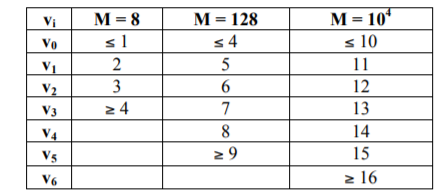 vᵢ M = 8 M = 128 M = 10⁴
v₀ ≤ 1 ≤ 4 ≤ 10
v₁ 2 5 11
v₂ 3 6 12
v₃ ≥ 4 7 13
v₄ 8 14
v₅ ≥ 9 15
v₆ ≥ 16